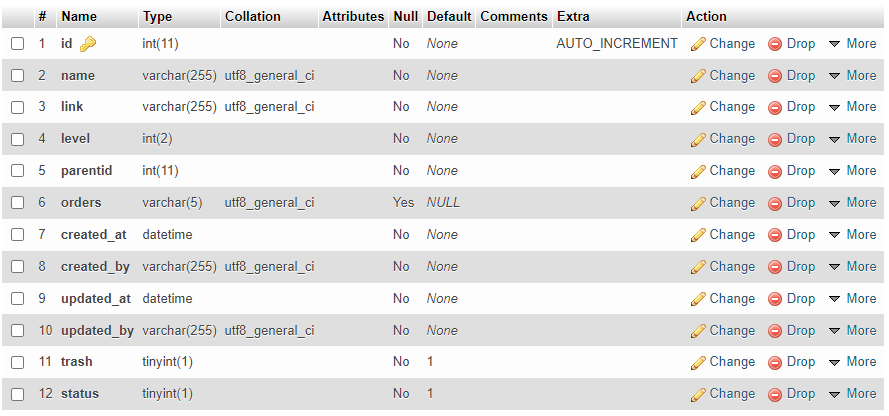 # Name Type Collation Attributes Null Default Comments Extra Action
1 id int(11) No None AUTO_INCREMENT Change Drop More
2 name varchar(255) utf8_general_ci No None Change Drop More
3 link varchar(255) utf8_general_ci No None Change Drop More
4 level int(2) No None Change Drop More
5 parentid int(11) No None Change Drop More
6 orders varchar(5) utf8_general_ci Yes NULL Change Drop More
7 created_at datetime No None Change Drop More
8 created_by varchar(255) utf8_general_ci No None Change Drop More
9 updated_at datetime No None Change Drop More
10 updated_by varchar(255) utf8_general_ci No None Change Drop More
11 trash tinyint(1) No 1 Change Drop More
12 status tinyint(1) No 1 Change Drop More